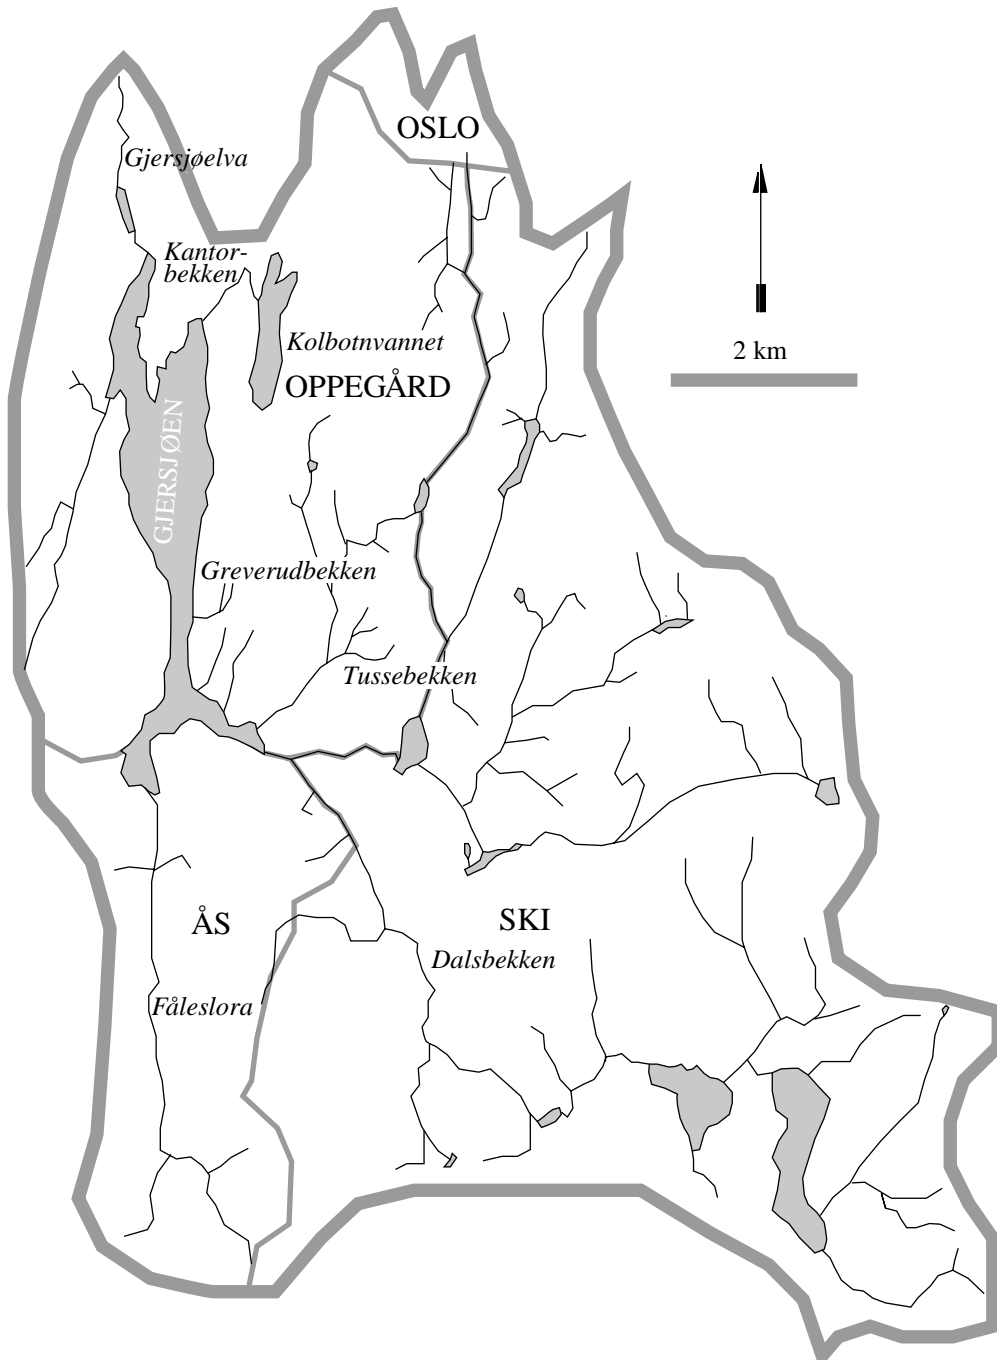 OSLO
Gjersjøelva
Kantor-
bekken
Kolbotnvannet
2 km
OPPEGÅRD
GJERSJØEN
Greverudbekken
Tussebekken
ÅS
SKI
Dalsbekken
Fåleslora